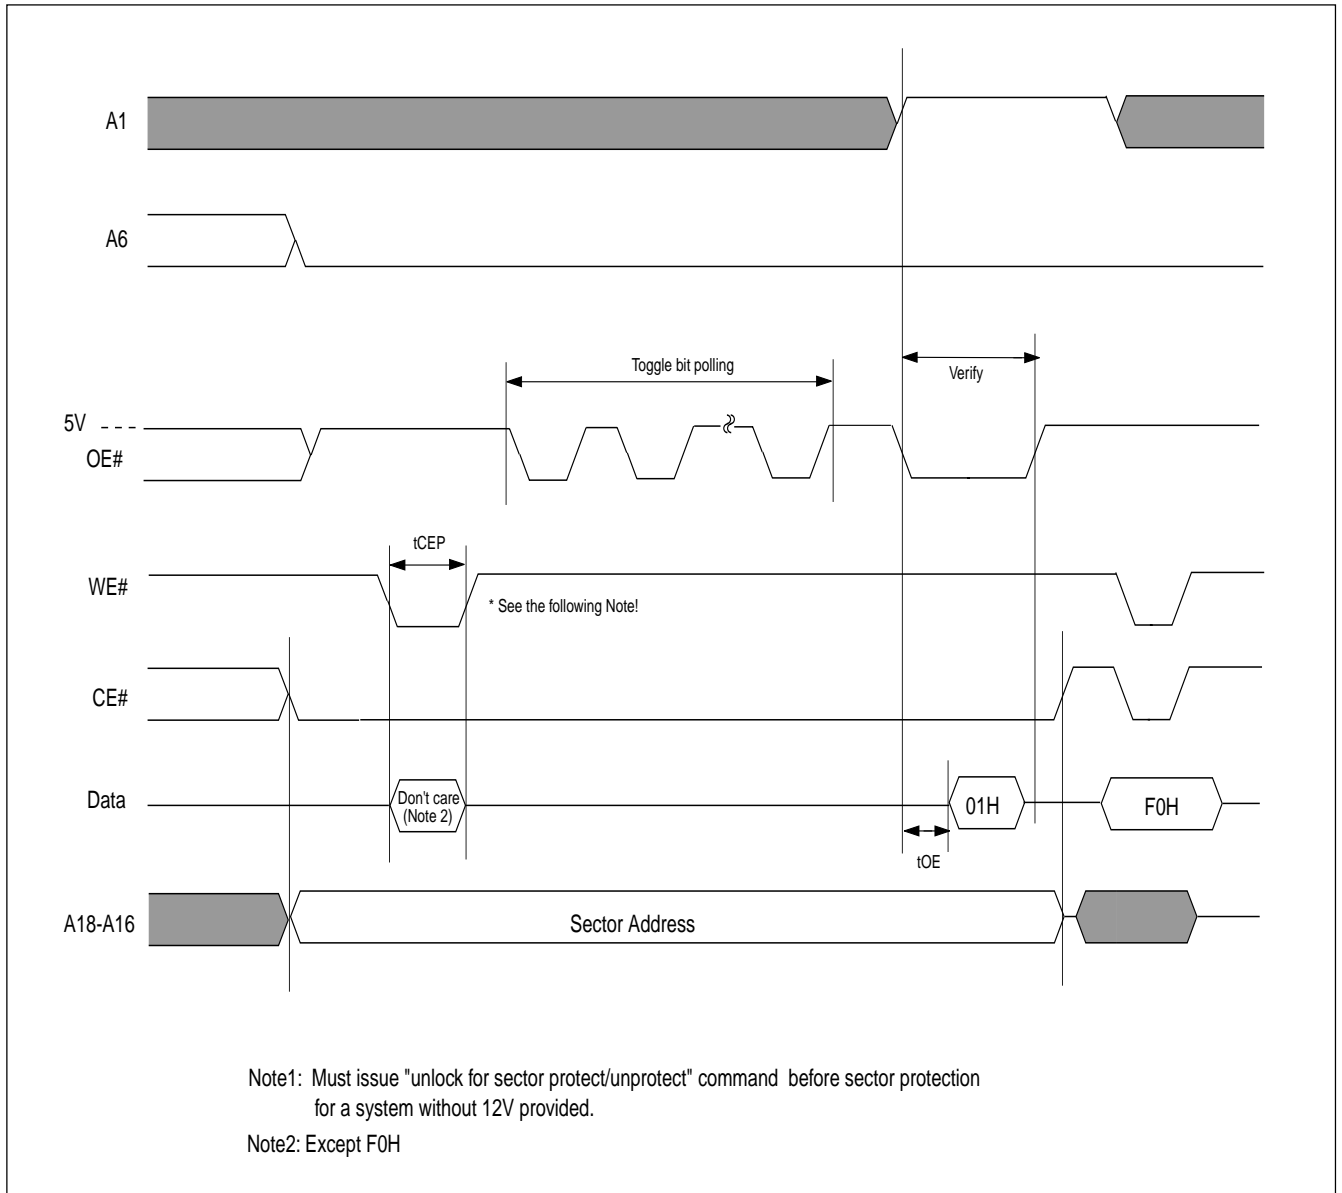 A1
A6
Toggle bit polling
Verify
5V
OE#
tCEP
WE#
* See the following Note!
CE#
Data
Don't care
(Note 2)
01H
F0H
tOE
A18-A16
Sector Address
Note1: Must issue "unlock for sector protect/unprotect" command before sector protection
for a system without 12V provided.
Note2: Except F0H